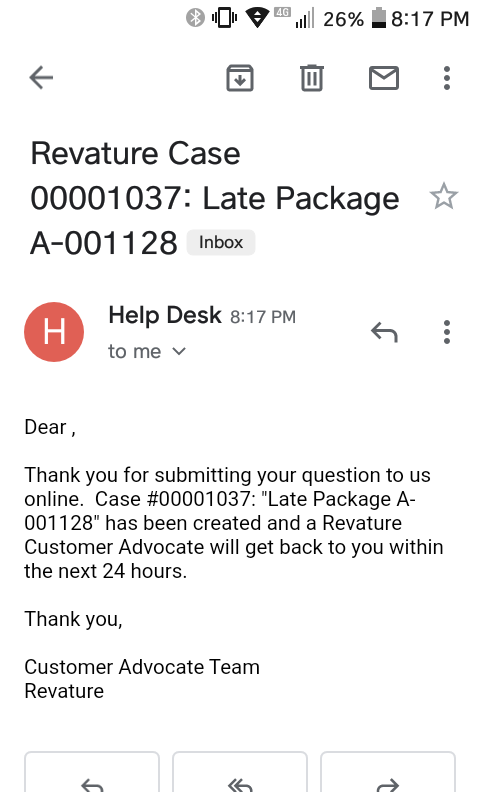 4G 26% 8:17 PM
Revature Case
00001037: Late Package
A-001128 Inbox
H
Help Desk 8:17 PM
to me
Dear ,
Thank you for submitting your question to us
online.  Case #00001037: "Late Package A-
001128" has been created and a Revature
Customer Advocate will get back to you within
the next 24 hours.
Thank you,
Customer Advocate Team
Revature